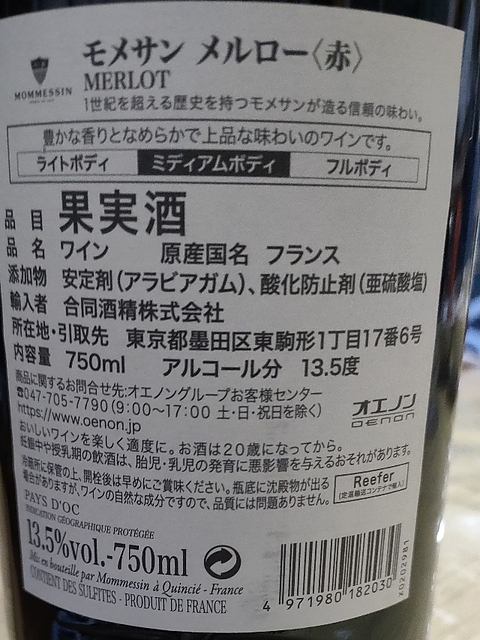 MOMMESSIN
モメサン メルロー〈赤〉
MERLOT
1世紀を超える歴史を持つモメサンが造る信頼の味わい。
豊かな香りとなめらかで上品な味わいのワインです。
ライトボディ ミディアムボディ フルボディ
品目 果実酒
品名 ワイン 原産国名 フランス
添加物 安定剤(アラビアガム)、酸化防止剤(亜硫酸塩)
輸入者 合同酒精株式会社
所在地・引取先 東京都墨田区東駒形1丁目17番6号
内容量 750ml アルコール分 13.5度
商品に関するお問合せ先:オエノングループお客様センター
☎047-705-7790(9:00〜17:00 土・日・祝日を除く)
https://www.oenon.jp
オエノン
OENON
おいしいワインを楽しく適度に。お酒は20歳になってから。
妊娠中や授乳期の飲酒は、胎児・乳児の発育に悪影響を与えるおそれがあります。
冷暗所に保管の上、開栓後は早めにご賞味ください。瓶底に沈殿物が出る
場合がありますが、ワインの自然な成分ですので、品質には問題ありません。
Reefer
(定温輸送コンテナで輸入)
PAYS D'OC
INDICATION GÉOGRAPHIQUE PROTÉGÉE
13.5%vol.-750ml
Mis en bouteille par Mommessin à Quincié - France
CONTIENT DES SULFITES - PRODUIT DE FRANCE
4 971980 182030
X0202981